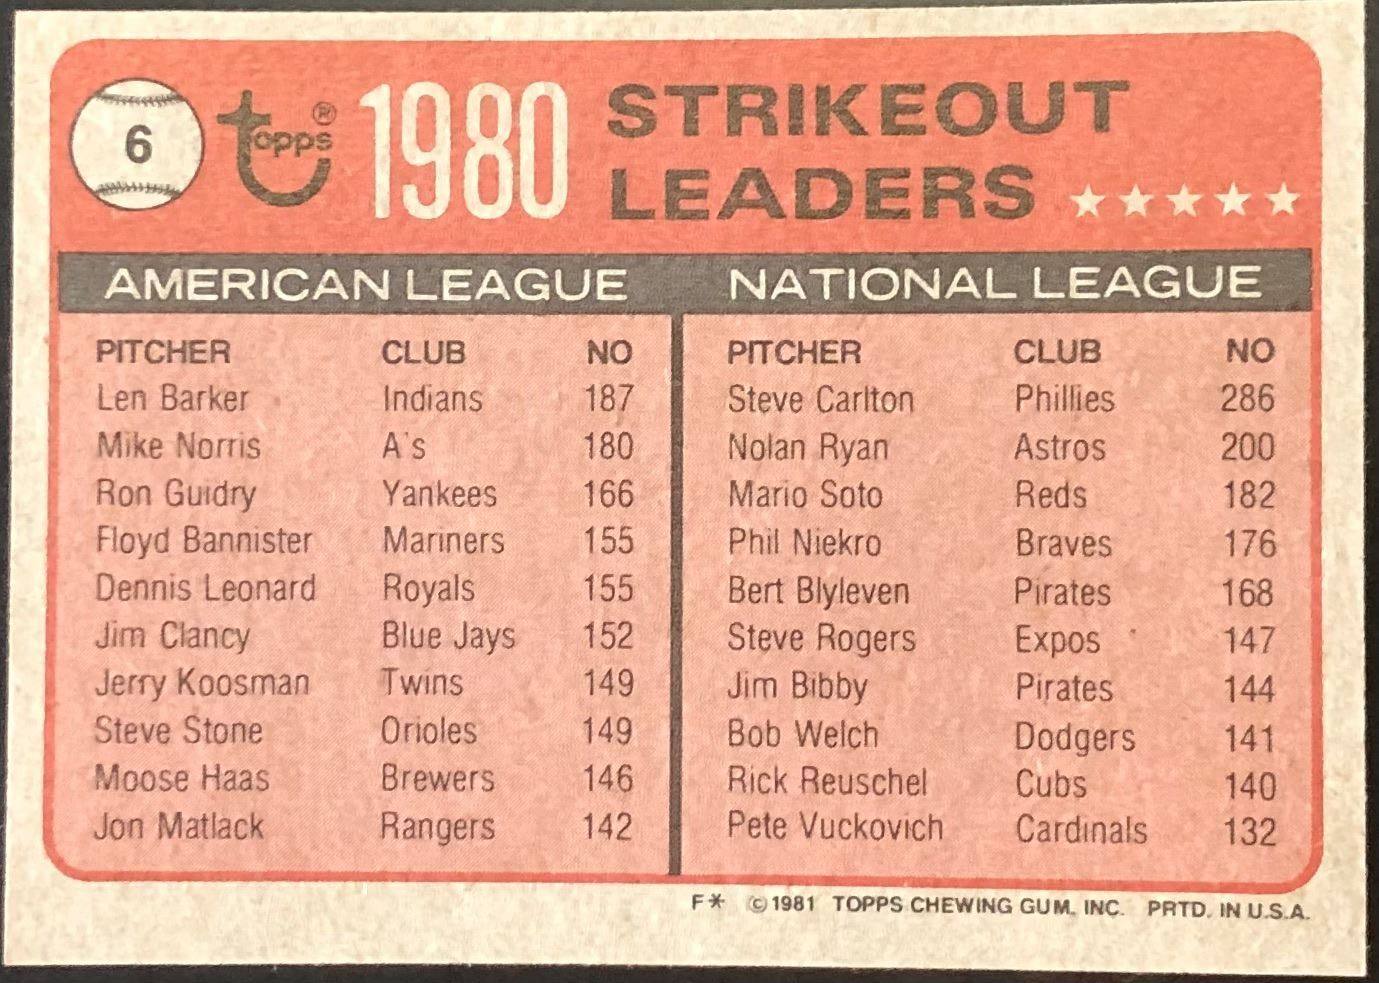 6 Topps ® 1980 STRIKEOUT
LEADERS
AMERICAN LEAGUE
PITCHER CLUB NO
Len Barker Indians 187
Mike Norris A's 180
Ron Guidry Yankees 166
Floyd Bannister Mariners 155
Dennis Leonard Royals 155
Jim Clancy Blue Jays 152
Jerry Koosman Twins 149
Steve Stone Orioles 149
Moose Haas Brewers 146
Jon Matlack Rangers 142
NATIONAL LEAGUE
PITCHER CLUB NO
Steve Carlton Phillies 286
Nolan Ryan Astros 200
Mario Soto Reds 182
Phil Niekro Braves 176
Bert Blyleven Pirates 168
Steve Rogers Expos 147
Jim Bibby Pirates 144
Bob Welch Dodgers 141
Rick Reuschel Cubs 140
Pete Vuckovich Cardinals 132
F* © 1981 TOPPS CHEWING GUM, INC. PRTD. IN U.S.A.